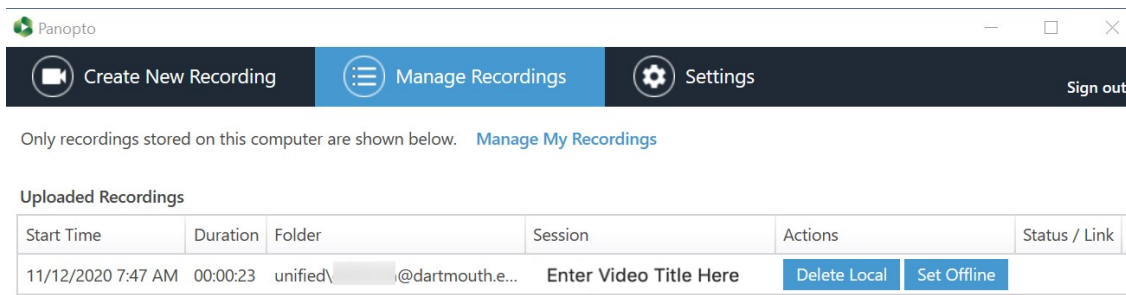 Panopto
Create New Recording Manage Recordings Settings Sign out
Only recordings stored on this computer are shown below. Manage My Recordings
Uploaded Recordings
Start Time Duration Folder Session Actions Status / Link
11/12/2020 7:47 AM 00:00:23 unified\ @dartmouth.e... Enter Video Title Here Delete Local Set Offline